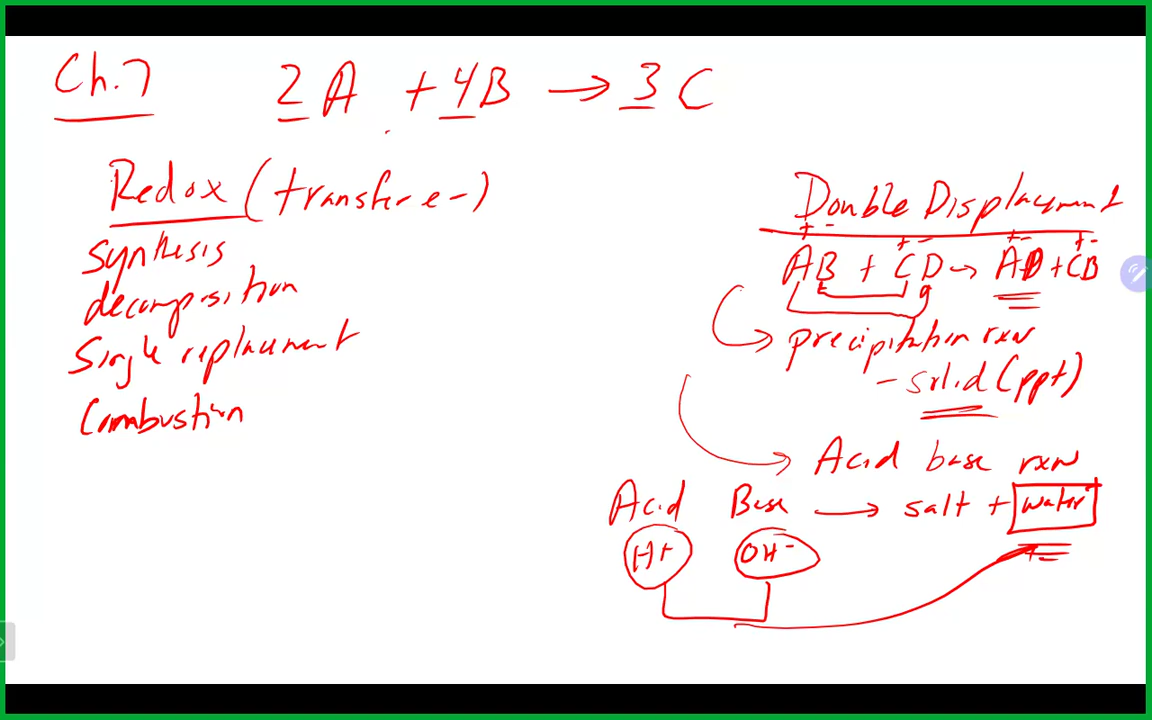 Ch.7
2A + 4B → 3C
Redox (transfer e-)
synthesis
decomposition
Single replacement
Combustion
Double Displacement
+ - + - + - + -
AB + CD → AD + CB
precipitation rxn
- solid (ppt)
Acid base rxn
Acid Base → salt + water
H+ OH-